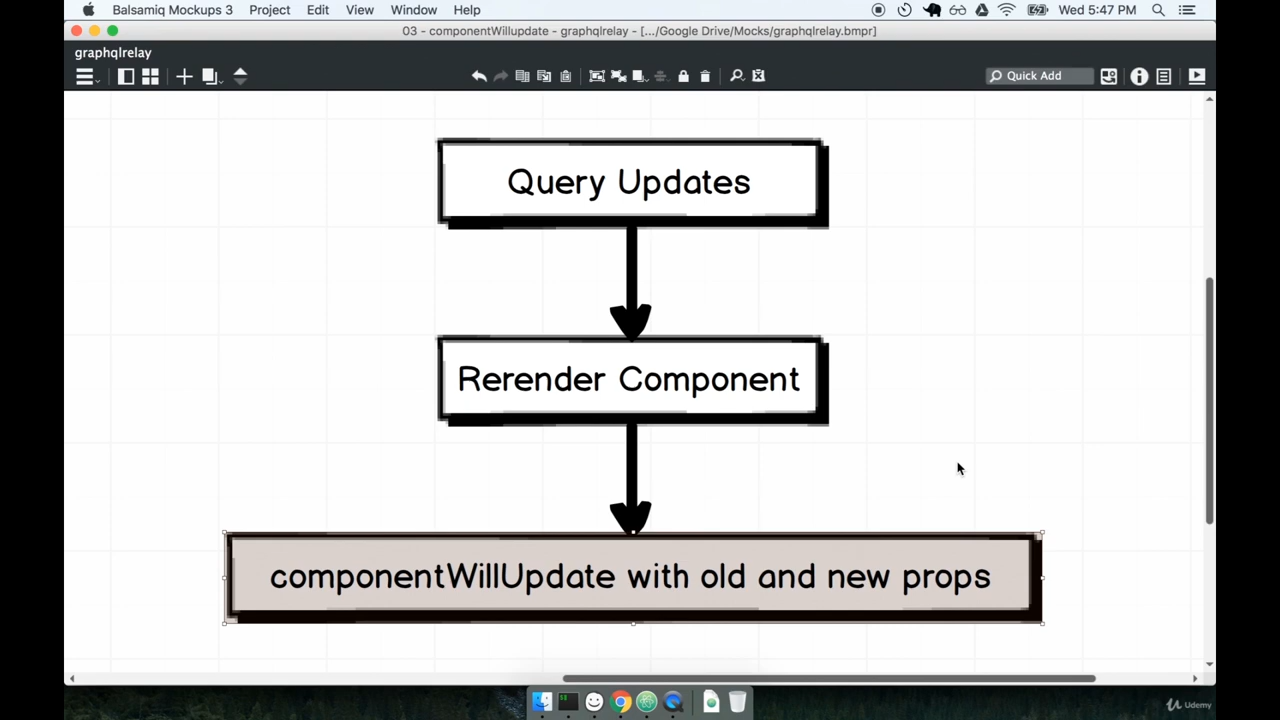 Balsamiq Mockups 3 Project Edit View Window Help Wed 5:47 PM
03 - componentWillupdate - graphqlrelay - [.../Google Drive/Mocks/graphqlrelay.bmpr]
graphqlrelay
Quick Add
Query Updates
Rerender Component
componentWillUpdate with old and new props
Udemy